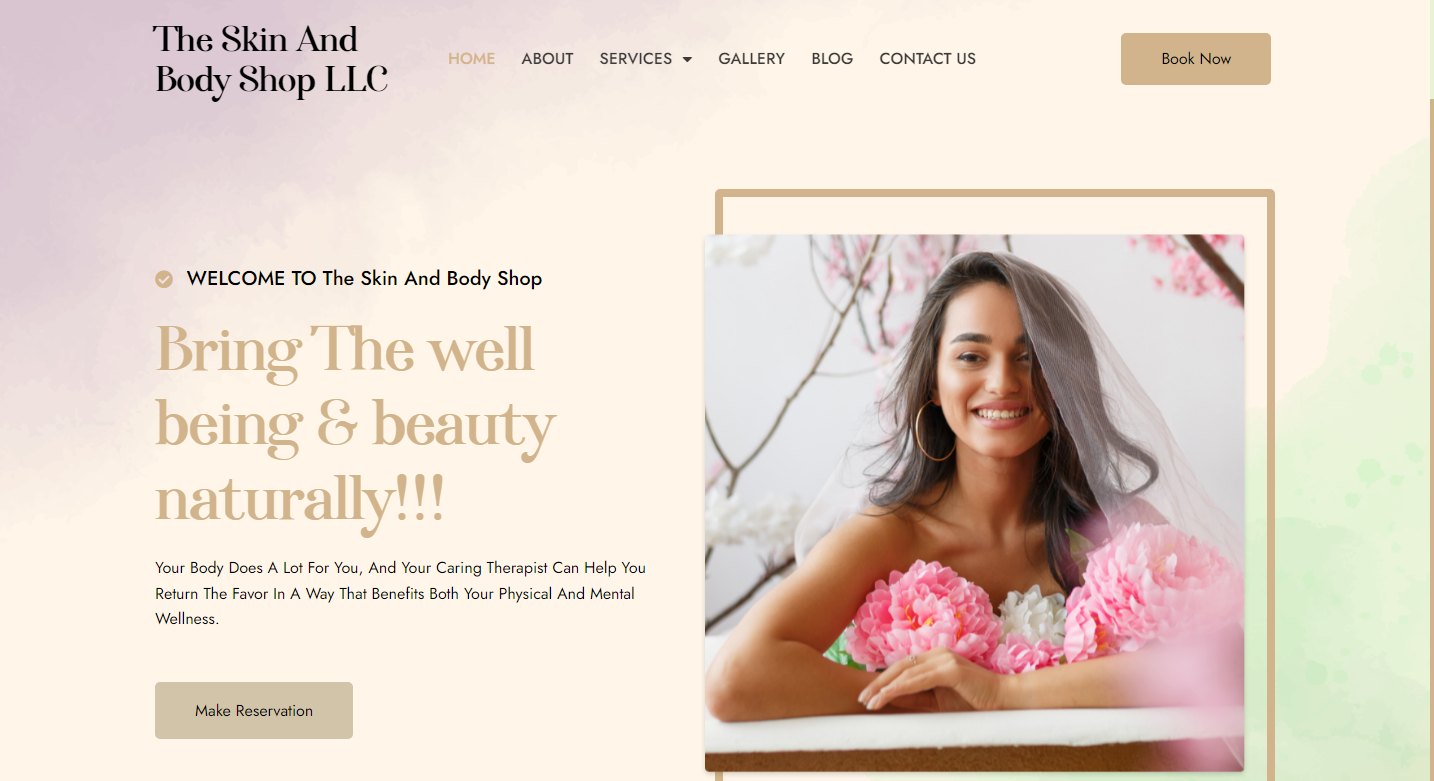 The Skin And
Body Shop LLC
HOME ABOUT SERVICES GALLERY BLOG CONTACT US
Book Now
WELCOME TO The Skin And Body Shop
Bring The well
being & beauty
naturally!!!
Your Body Does A Lot For You, And Your Caring Therapist Can Help You
Return The Favor In A Way That Benefits Both Your Physical And Mental
Wellness.
Make Reservation